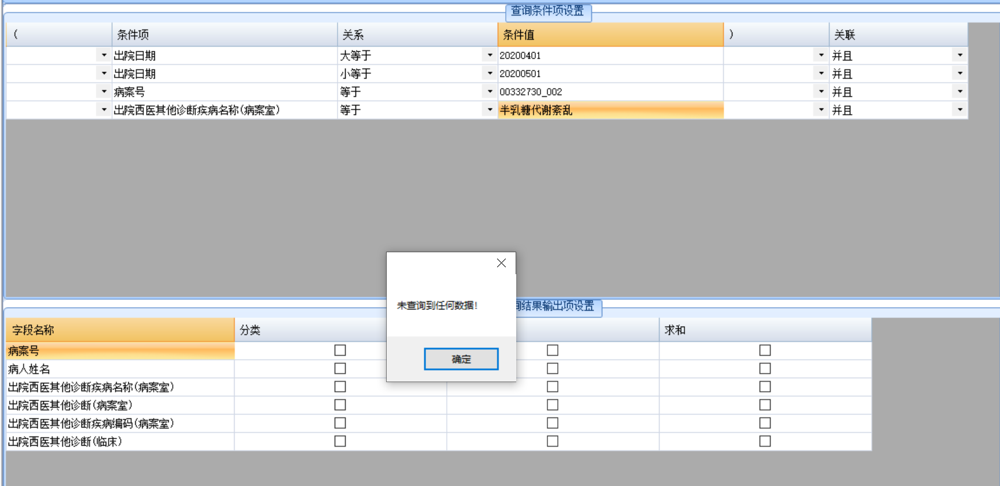 查询条件项设置
( 条件项 关系 条件值 ) 关联
出院日期 大等于 20200401 并且
出院日期 小等于 20200501 并且
病案号 等于 00332730_002 并且
出院西医其他诊断疾病名称(病案室) 等于 半乳糖代谢紊乱 并且
未查询到任何数据!
确定
结果输出项设置
字段名称 分类 求和
病案号
病人姓名
出院西医其他诊断疾病名称(病案室)
出院西医其他诊断(病案室)
出院西医其他诊断疾病编码(病案室)
出院西医其他诊断(临床)